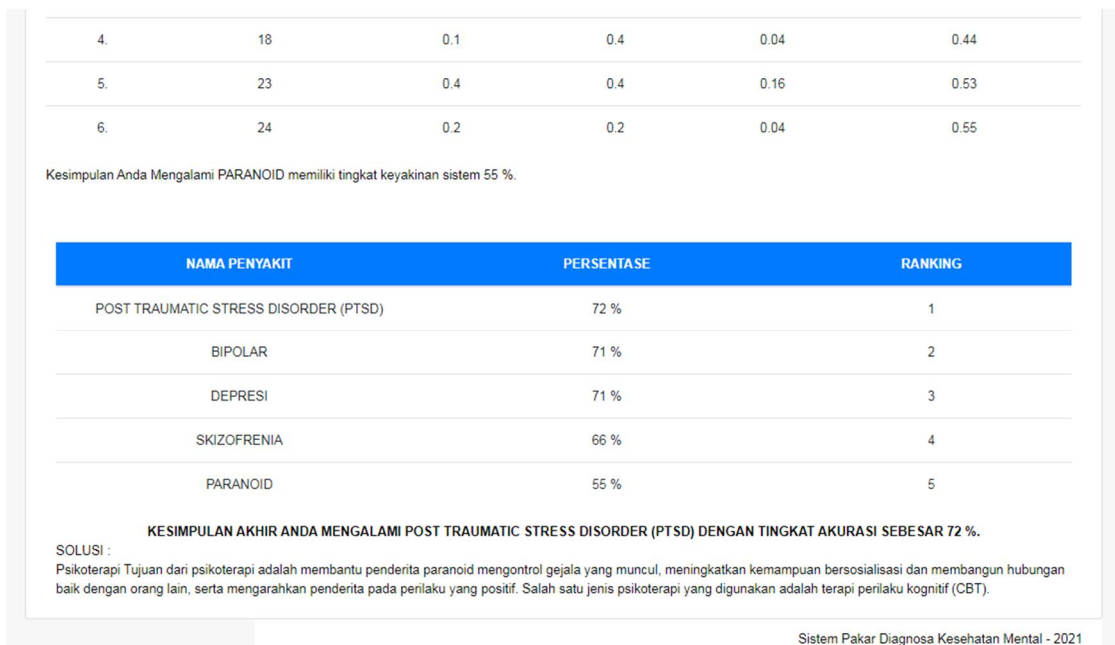 4. 18 0.1 0.4 0.04 0.44
5. 23 0.4 0.4 0.16 0.53
6. 24 0.2 0.2 0.04 0.55
Kesimpulan Anda Mengalami PARANOID memiliki tingkat keyakinan sistem 55 %.
NAMA PENYAKIT PERSENTASE RANKING
POST TRAUMATIC STRESS DISORDER (PTSD) 72 % 1
BIPOLAR 71 % 2
DEPRESI 71 % 3
SKIZOFRENIA 66 % 4
PARANOID 55 % 5
KESIMPULAN AKHIR ANDA MENGALAMI POST TRAUMATIC STRESS DISORDER (PTSD) DENGAN TINGKAT AKURASI SEBESAR 72 %.
SOLUSI :
Psikoterapi Tujuan dari psikoterapi adalah membantu penderita paranoid mengontrol gejala yang muncul, meningkatkan kemampuan bersosialisasi dan membangun hubungan
baik dengan orang lain, serta mengarahkan penderita pada perilaku yang positif. Salah satu jenis psikoterapi yang digunakan adalah terapi perilaku kognitif (CBT).
Sistem Pakar Diagnosa Kesehatan Mental - 2021